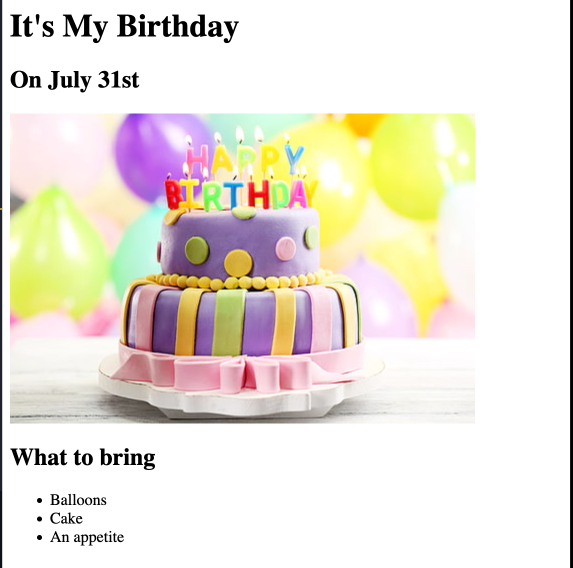 It's My Birthday
On July 31st
HAPPY
BIRTHDAY
What to bring
Balloons
Cake
An appetite